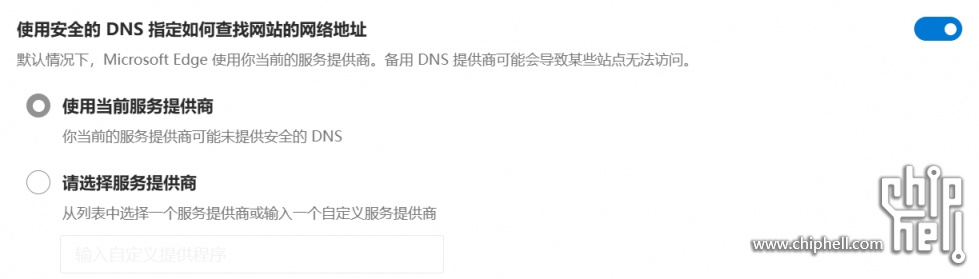 使用安全的 DNS 指定如何查找网站的网络地址
默认情况下，Microsoft Edge 使用你当前的服务提供商。备用 DNS 提供商可能会导致某些站点无法访问。
使用当前服务提供商
你当前的服务提供商可能未提供安全的 DNS
请选择服务提供商
从列表中选择一个服务提供商或输入一个自定义服务提供商
输入自定义提供程序
chip
hell
www.chiphell.com